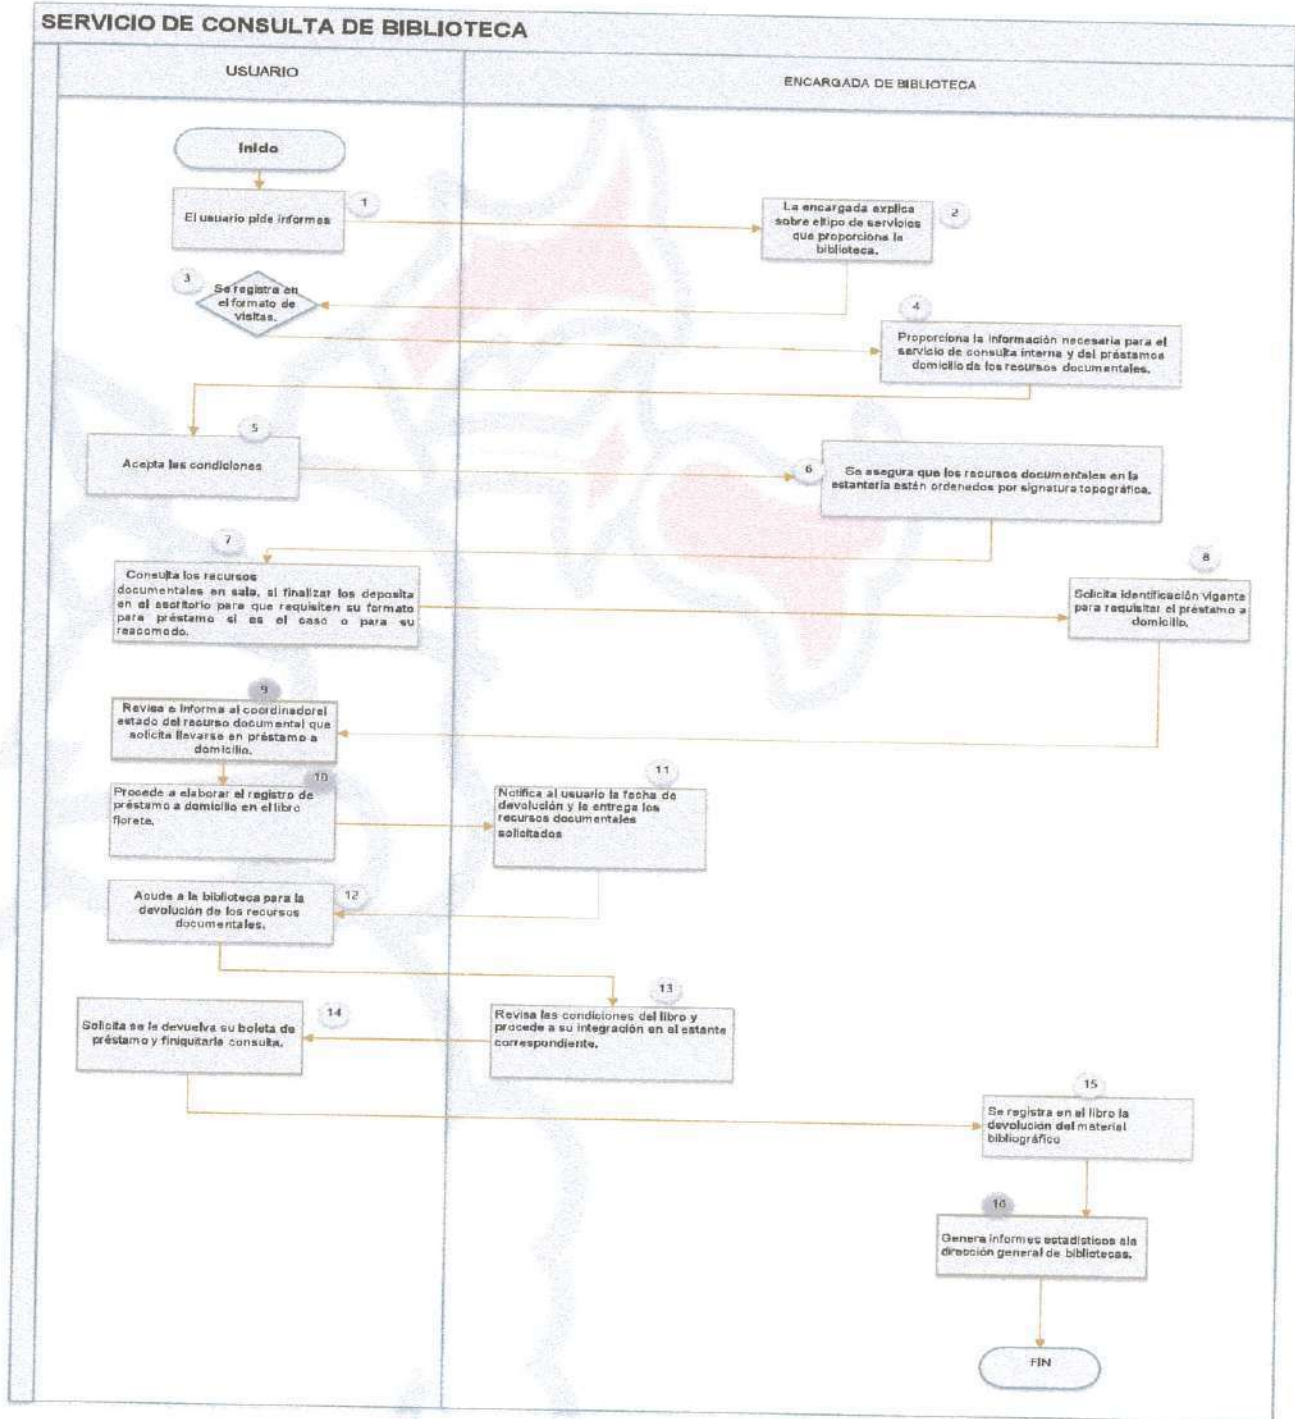 SERVICIO DE CONSULTA DE BIBLIOTECA
USUARIO
ENCARGADA DE BIBLIOTECA
Inicio
1
El usuario pide informes
2
La encargada explica
sobre eltipo de servicios
que proporciona la
biblioteca.
3
Se registra en
el formato de
visitas.
4
Proporciona la información necesaria para el
servicio de consulta interna y del préstamos
domicilio de los recursos documentales.
5
Acepta las condiciones
6
Se asegura que los recursos documentales en la
estantería están ordenados por signatura topográfica.
7
Consulta los recursos
documentales en sala, al finalizar los deposita
en el escritorio para que requisiten su formato
para préstamo si es el caso o para su
reacomodo.
8
Solicita identificación vigente
para requisitar el préstamo a
domicilio.
9
Revisa e informa al coordinadorel
estado del recurso documental que
solicita llevarse en préstamo a
domicilio.
10
Procede a elaborar el registro de
préstamo a domicilio en el libro
florete.
11
Notifica al usuario la fecha de
devolución y le entrega los
recursos documentales
solicitados
12
Acude a la biblioteca para la
devolución de los recursos
documentales.
13
Revisa las condiciones del libro y
procede a su integración en el estante
correspondiente.
14
Solicita se le devuelva su boleta de
préstamo y finiquitarla consulta.
15
Se registra en el libro la
devolución del material
bibliográfico
16
Genera informes estadísticos ala
dirección general de bibliotecas.
FIN